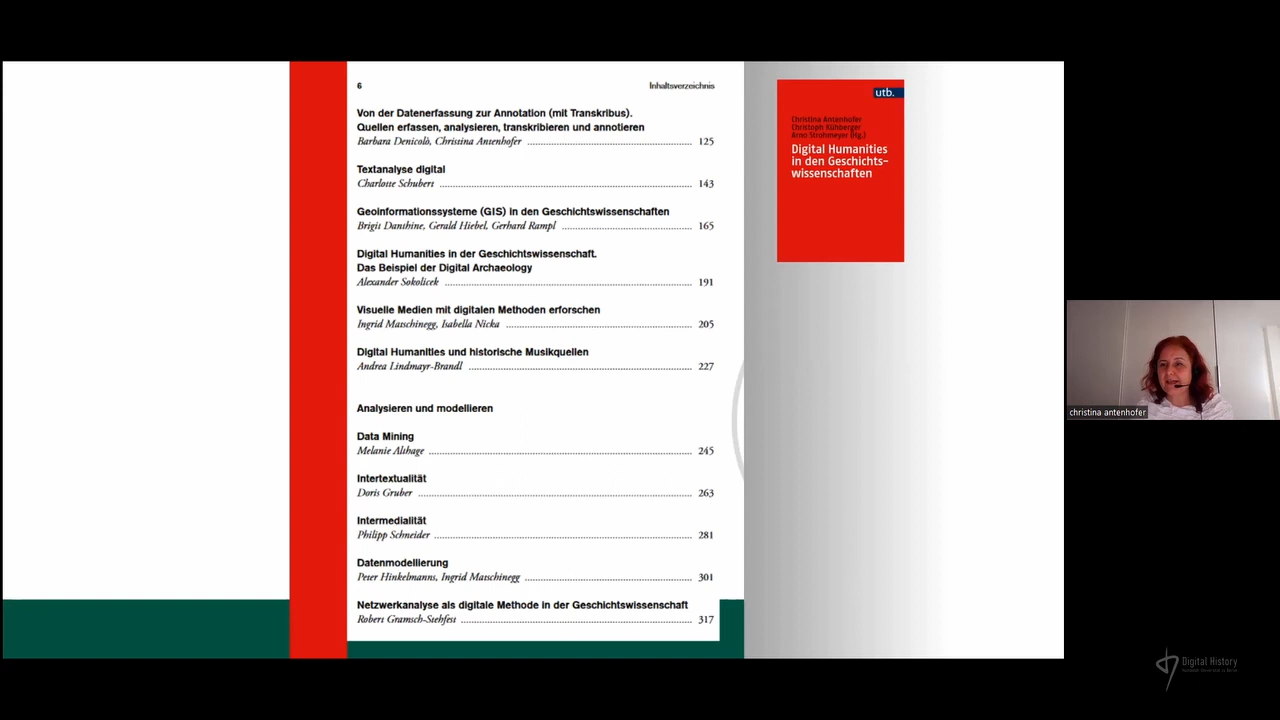 6 Inhaltsverzeichnis
Von der Datenerfassung zur Annotation (mit Transkribus).
Quellen erfassen, analysieren, transkribieren und annotieren
Barbara Denicolò, Christina Antenhofer 125
Textanalyse digital
Charlotte Schubert 143
Geoinformationssysteme (GIS) in den Geschichtswissenschaften
Brigit Danthine, Gerald Hiebel, Gerhard Rampl 165
Digital Humanities in der Geschichtswissenschaft.
Das Beispiel der Digital Archaeology
Alexander Sokolicek 191
Visuelle Medien mit digitalen Methoden erforschen
Ingrid Matschinegg, Isabella Nicka 205
Digital Humanities und historische Musikquellen
Andrea Lindmayr-Brandl 227
Analysieren und modellieren
Data Mining
Melanie Althage 245
Intertextualität
Doris Gruber 263
Intermedialität
Philipp Schneider 281
Datenmodellierung
Peter Hinkelmanns, Ingrid Matschinegg 301
Netzwerkanalyse als digitale Methode in der Geschichtswissenschaft
Robert Gramsch-Stehfest 317
utb.
Christina Antenhofer
Christoph Kühberger
Arno Strohmeyer (Hg.)
Digital Humanities
in den Geschichts-
wissenschaften
christina antenhofer
Digital History